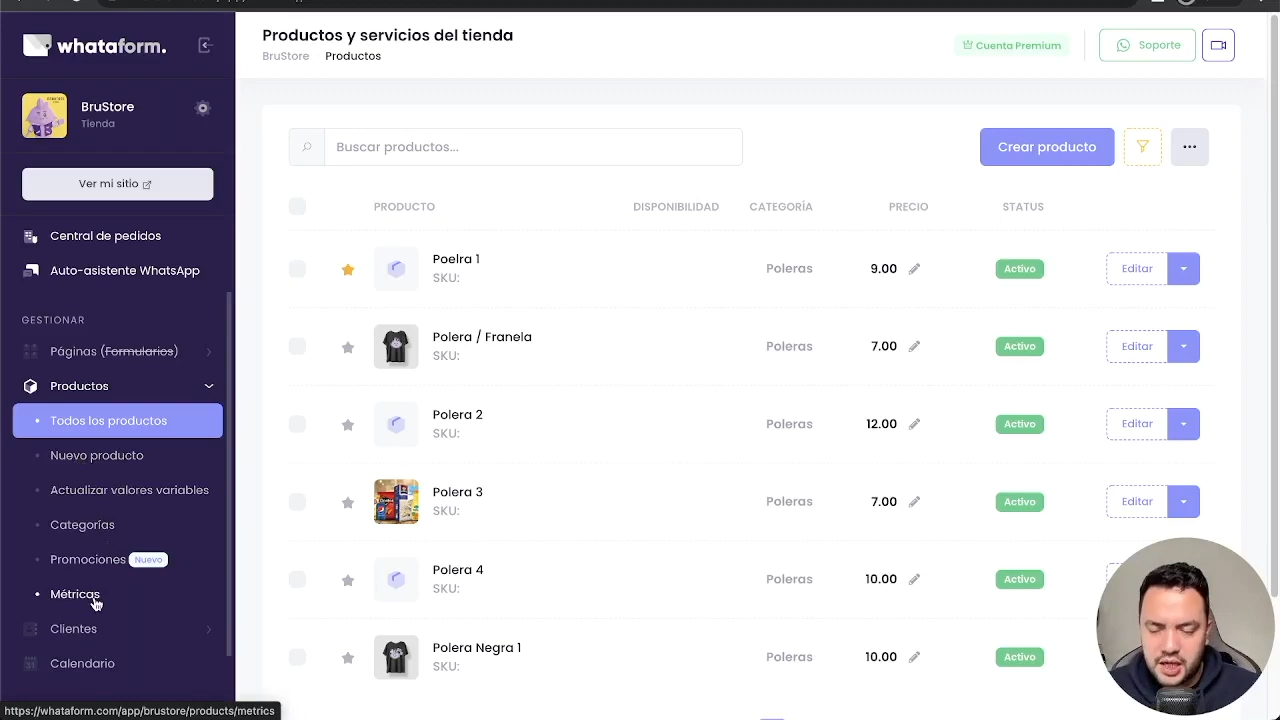 whataform.
BruStore
Tienda
Ver mi sitio
Central de pedidos
Auto-asistente WhatsApp
GESTIONAR
Páginas (Formularios)
Productos
Todos los productos
Nuevo producto
Actualizar valores variables
Categorías
Promociones Nuevo
Métricas
Clientes
Calendario
https://whataform.com/app/brustore/products/metrics
Productos y servicios del tienda
BruStore Productos
Cuenta Premium
Soporte
Buscar productos...
Crear producto
PRODUCTO DISPONIBILIDAD CATEGORÍA PRECIO STATUS
Poelra 1
SKU:
Poleras 9.00 Activo Editar
Polera / Franela
SKU:
Poleras 7.00 Activo Editar
Polera 2
SKU:
Poleras 12.00 Activo Editar
Polera 3
SKU:
Poleras 7.00 Activo Editar
Polera 4
SKU:
Poleras 10.00 Activo
Polera Negra 1
SKU:
Poleras 10.00 Activo